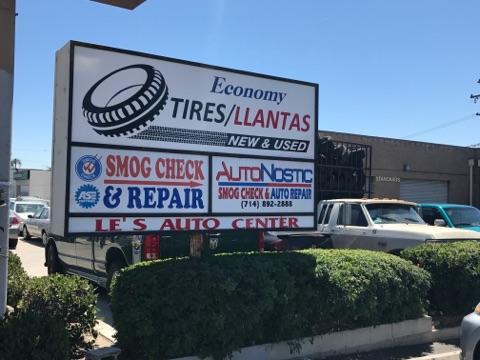 Economy
TIRES/LLANTAS
NEW & USED
SMOG CHECK
& REPAIR
ASE
AUTONOSTIC
SMOG CHECK & AUTO REPAIR
(714) 892-2888
LE'S AUTO CENTER